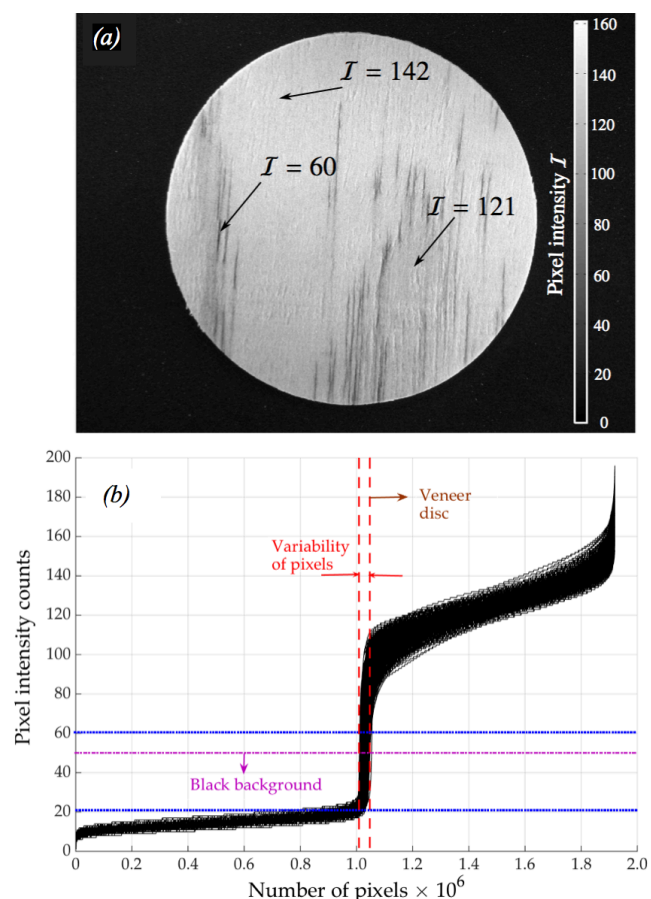 (a)
160
140
120
100
80
60
40
20
0
Pixel intensity I
I = 142
I = 60
I = 121
(b)
200
180
160
140
120
100
80
60
40
20
0
Pixel intensity counts
Veneer
disc
Variability
of pixels
Black background
0 0.2 0.4 0.6 0.8 1.0 1.2 1.4 1.6 1.8 2.0
Number of pixels × 10⁶